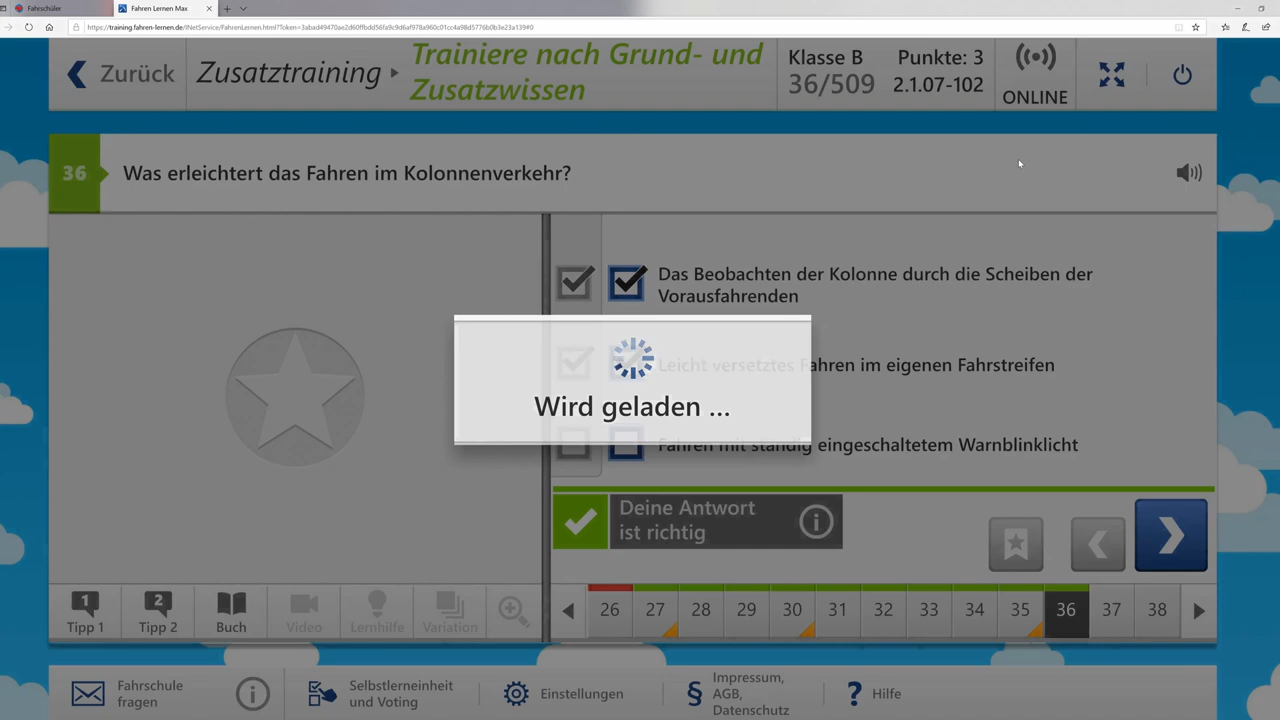 Fahrschüler
Fahren Lernen Max
Zurück
Zusatztraining
Trainiere nach Grund- und
Zusatzwissen
Klasse B
36/509
Punkte: 3
2.1.07-102
ONLINE
36
Was erleichtert das Fahren im Kolonnenverkehr?
Das Beobachten der Kolonne durch die Scheiben der
Vorausfahrenden
Leicht versetztes Fahren im eigenen Fahrstreifen
Wird geladen ...
Fahren mit ständig eingeschaltetem Warnblinklicht
Deine Antwort
ist richtig
1
Tipp 1
2
Tipp 2
Buch
Video
Lernhilfe
Variation
26 27 28 29 30 31 32 33 34 35 36 37 38
Fahrschule
fragen
Selbstlerneinheit
und Voting
Einstellungen
§
Impressum,
AGB,
Datenschutz
?
Hilfe